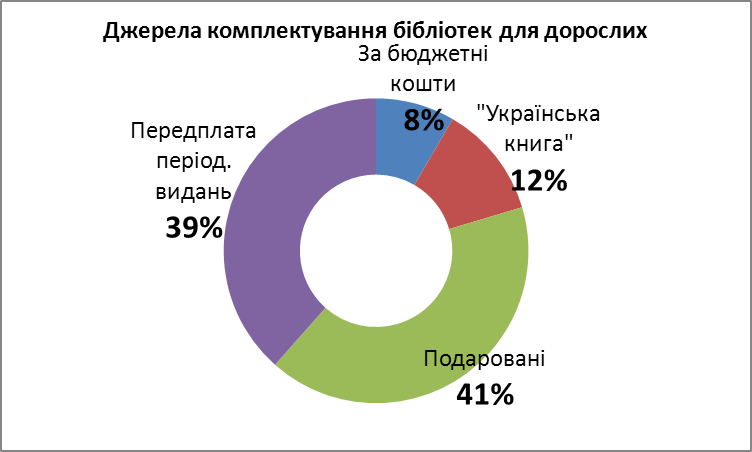 Джерела комплектування бібліотек для дорослих
За бюджетні
кошти
8%
"Українська
книга"
12%
Подаровані
41%
Передплата
період.
видань
39%